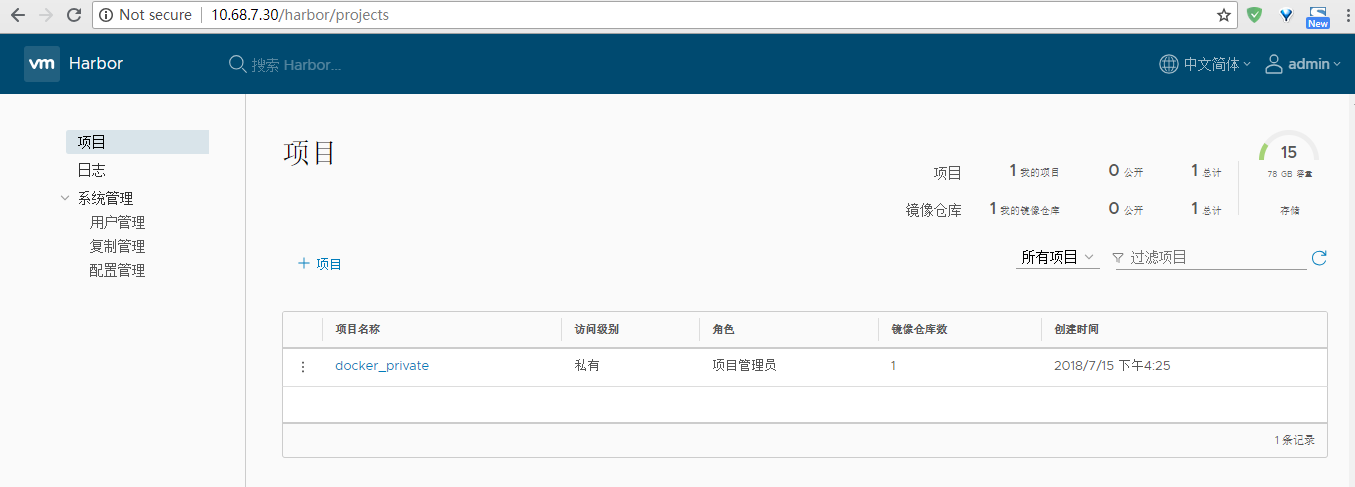 Not secure 10.68.7.30/harbor/projects
New
vm Harbor 搜索 Harbor... 中文简体 admin
项目
日志
系统管理
用户管理
复制管理
配置管理
项目
项目 1 我的项目 0 公开 1 总计
镜像仓库 1 我的镜像仓库 0 公开 1 总计
15
78 GB 容量
存储
+ 项目 所有项目 过滤项目
项目名称 访问级别 角色 镜像仓库数 创建时间
docker_private 私有 项目管理员 1 2018/7/15 下午4:25
1 条记录